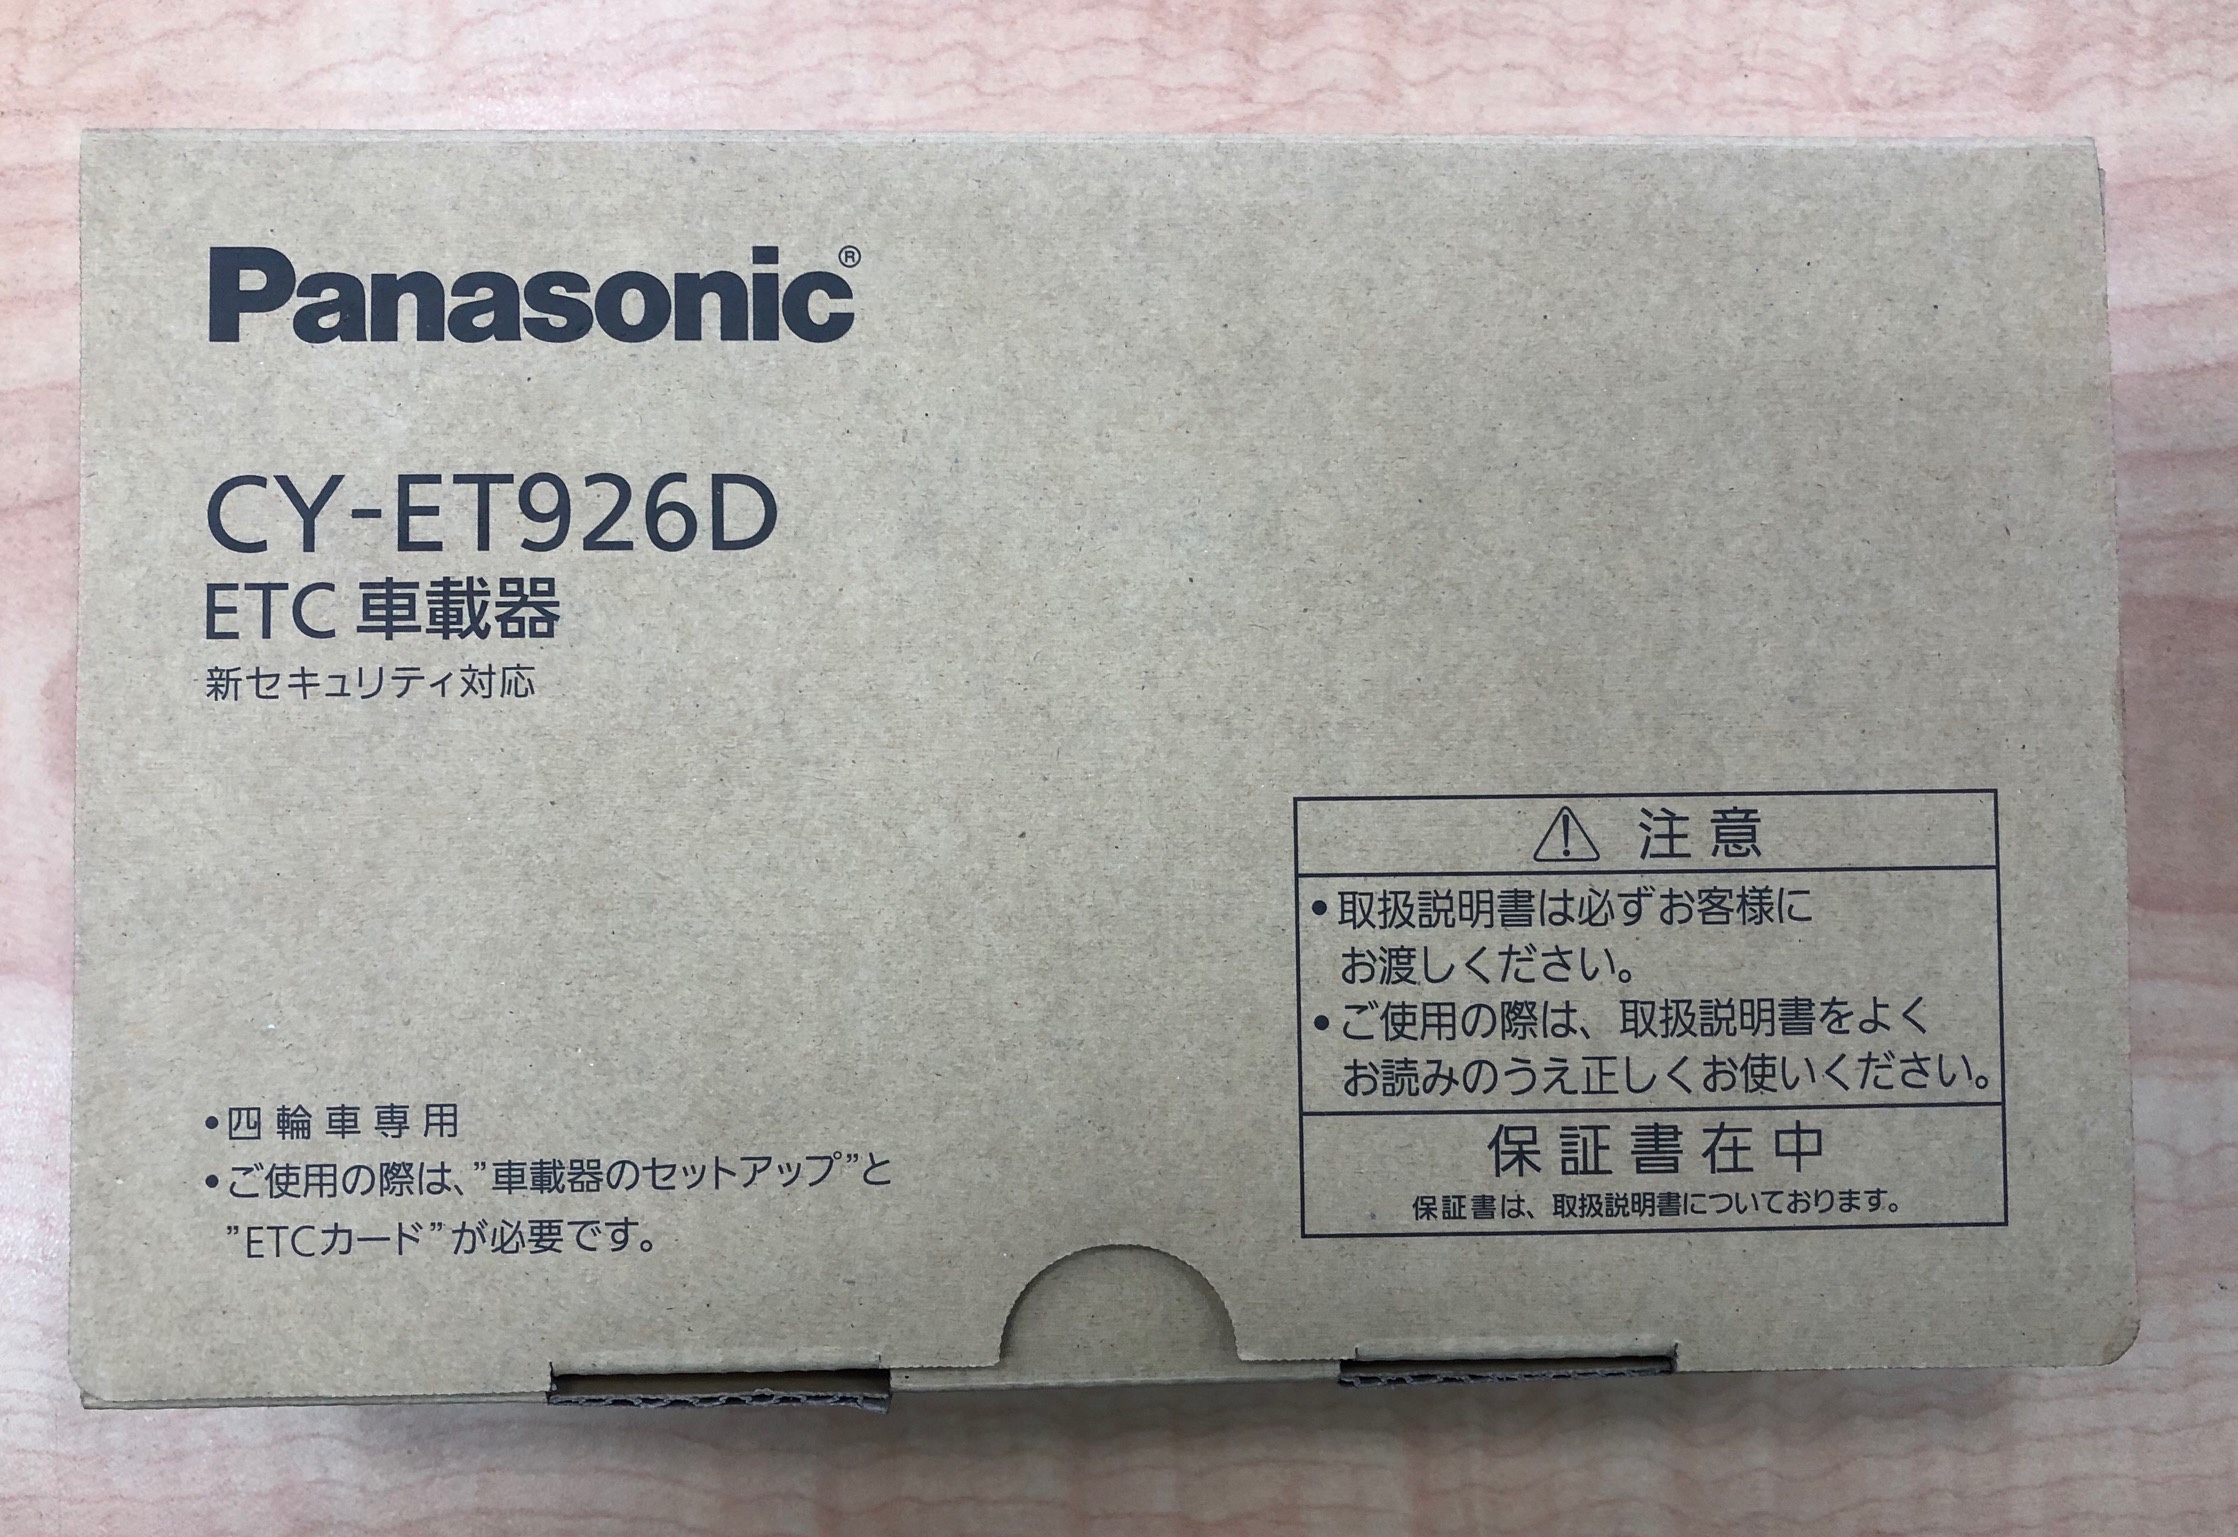 Panasonic®
CY-ET926D
ETC 車載器
新セキュリティ対応
•四輪車専用
•ご使用の際は、”車載器のセットアップ”と
”ETCカード”が必要です。
⚠ 注意
•取扱説明書は必ずお客様に
お渡しください。
•ご使用の際は、取扱説明書をよく
お読みのうえ正しくお使いください。
保証書在中
保証書は、取扱説明書についております。